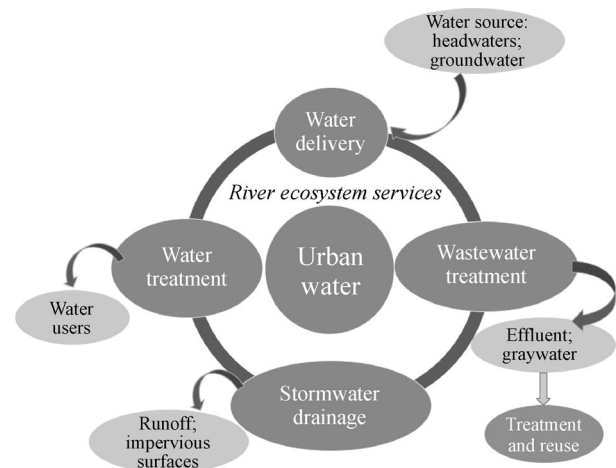 Water source:
headwaters;
groundwater
Water
delivery
River ecosystem services
Water
treatment
Urban
water
Wastewater
treatment
Water
users
Effluent;
graywater
Stormwater
drainage
Runoff;
impervious
surfaces
Treatment
and reuse